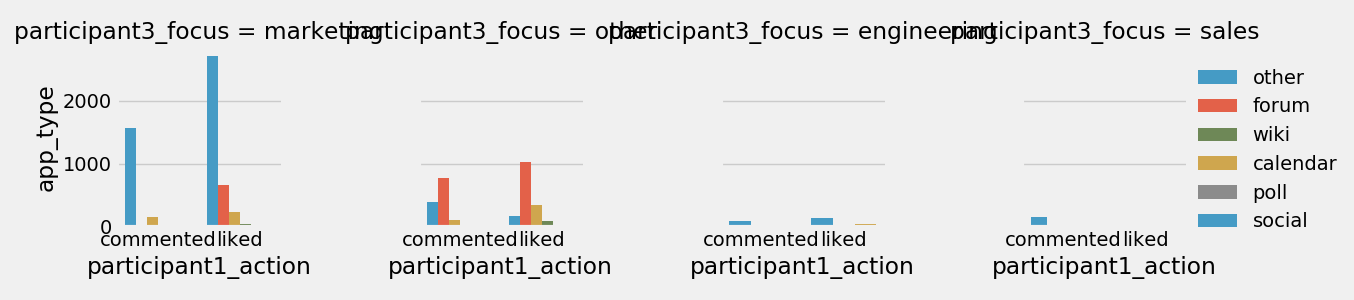 participant3_focus = marketing
participant3_focus = other
participant3_focus = engineering
participant3_focus = sales
app_type
2000
1000
0
commented liked
commented liked
commented liked
commented liked
participant1_action
participant1_action
participant1_action
participant1_action
other
forum
wiki
calendar
poll
social